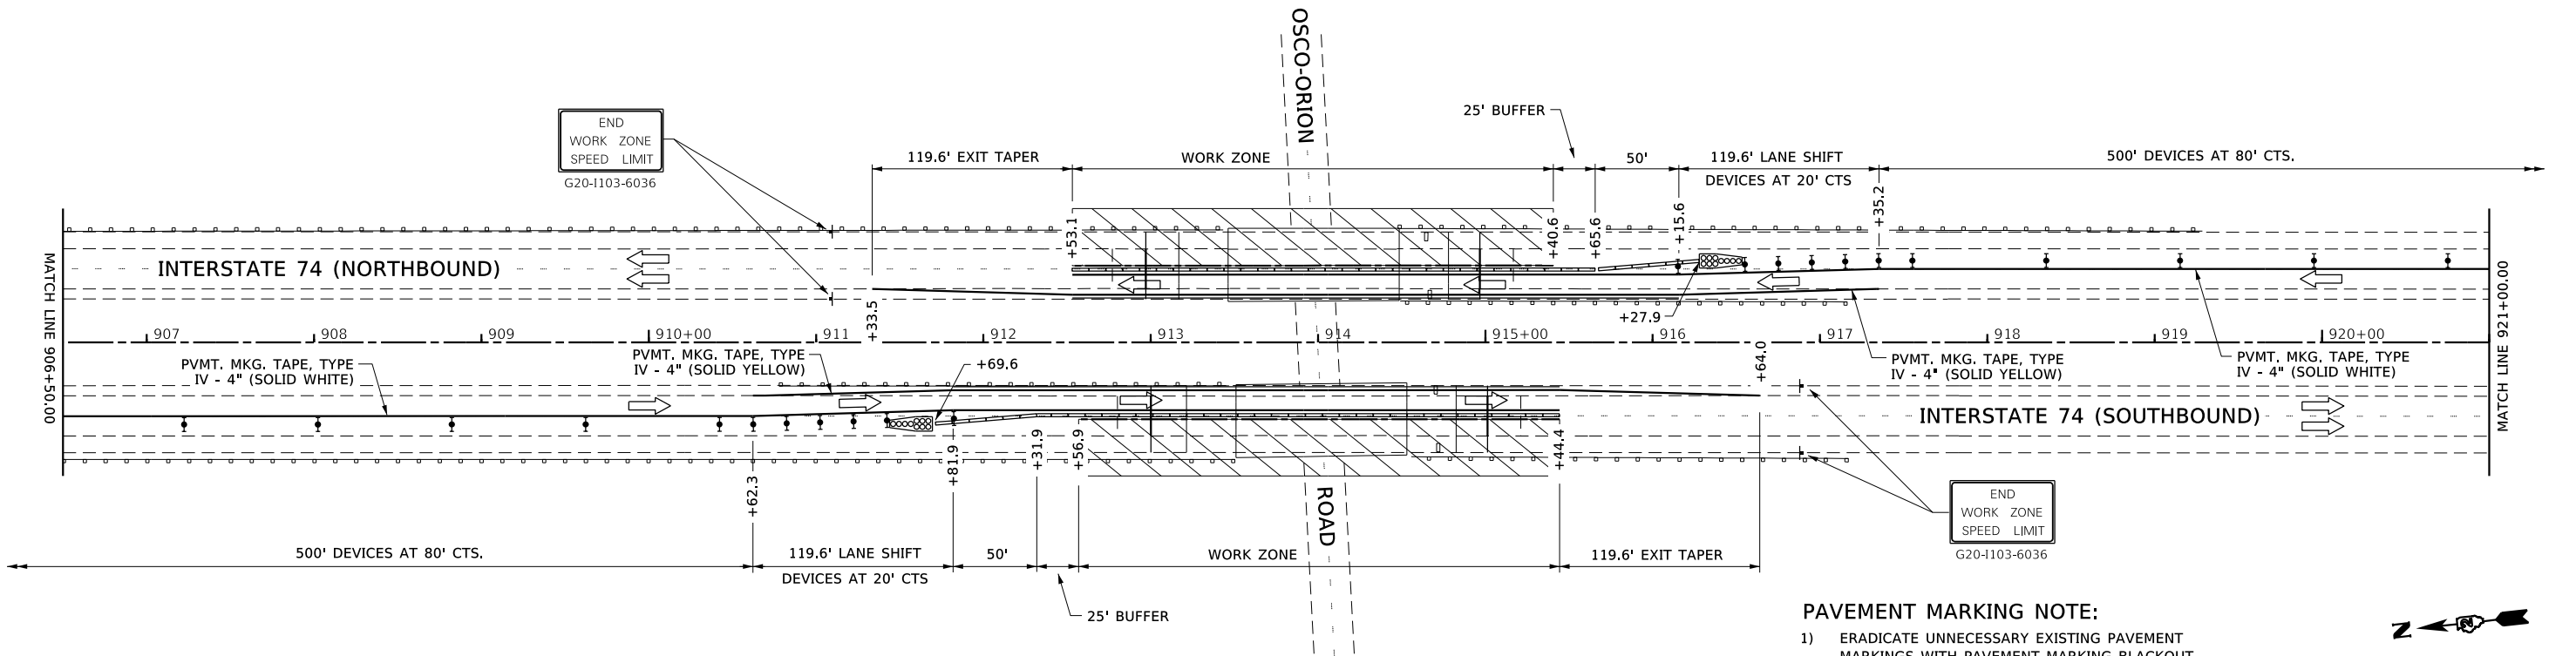 OSCO-ORION
25' BUFFER
END
WORK ZONE
SPEED LIMIT
G20-I103-6036
119.6' EXIT TAPER
WORK ZONE
50'
119.6' LANE SHIFT
DEVICES AT 20' CTS
500' DEVICES AT 80' CTS.
+53.1
+40.6
+65.6
+15.6
+35.2
MATCH LINE 906+50.00
INTERSTATE 74 (NORTHBOUND)
+33.5
+27.9
MATCH LINE 921+00.00
907
908
909
910+00
911
912
913
914
915+00
916
917
918
919
920+00
PVMT. MKG. TAPE, TYPE
IV - 4" (SOLID WHITE)
PVMT. MKG. TAPE, TYPE
IV - 4" (SOLID YELLOW)
+69.6
+64.0
PVMT. MKG. TAPE, TYPE
IV - 4" (SOLID YELLOW)
PVMT. MKG. TAPE, TYPE
IV - 4" (SOLID WHITE)
INTERSTATE 74 (SOUTHBOUND)
+62.3
+81.9
+31.9
+56.9
+44.4
ROAD
END
WORK ZONE
SPEED LIMIT
G20-I103-6036
500' DEVICES AT 80' CTS.
119.6' LANE SHIFT
DEVICES AT 20' CTS
50'
WORK ZONE
119.6' EXIT TAPER
25' BUFFER
PAVEMENT MARKING NOTE:
1) ERADICATE UNNECESSARY EXISTING PAVEMENT
MARKINGS WITH PAVEMENT MARKING BLACKOUT
N